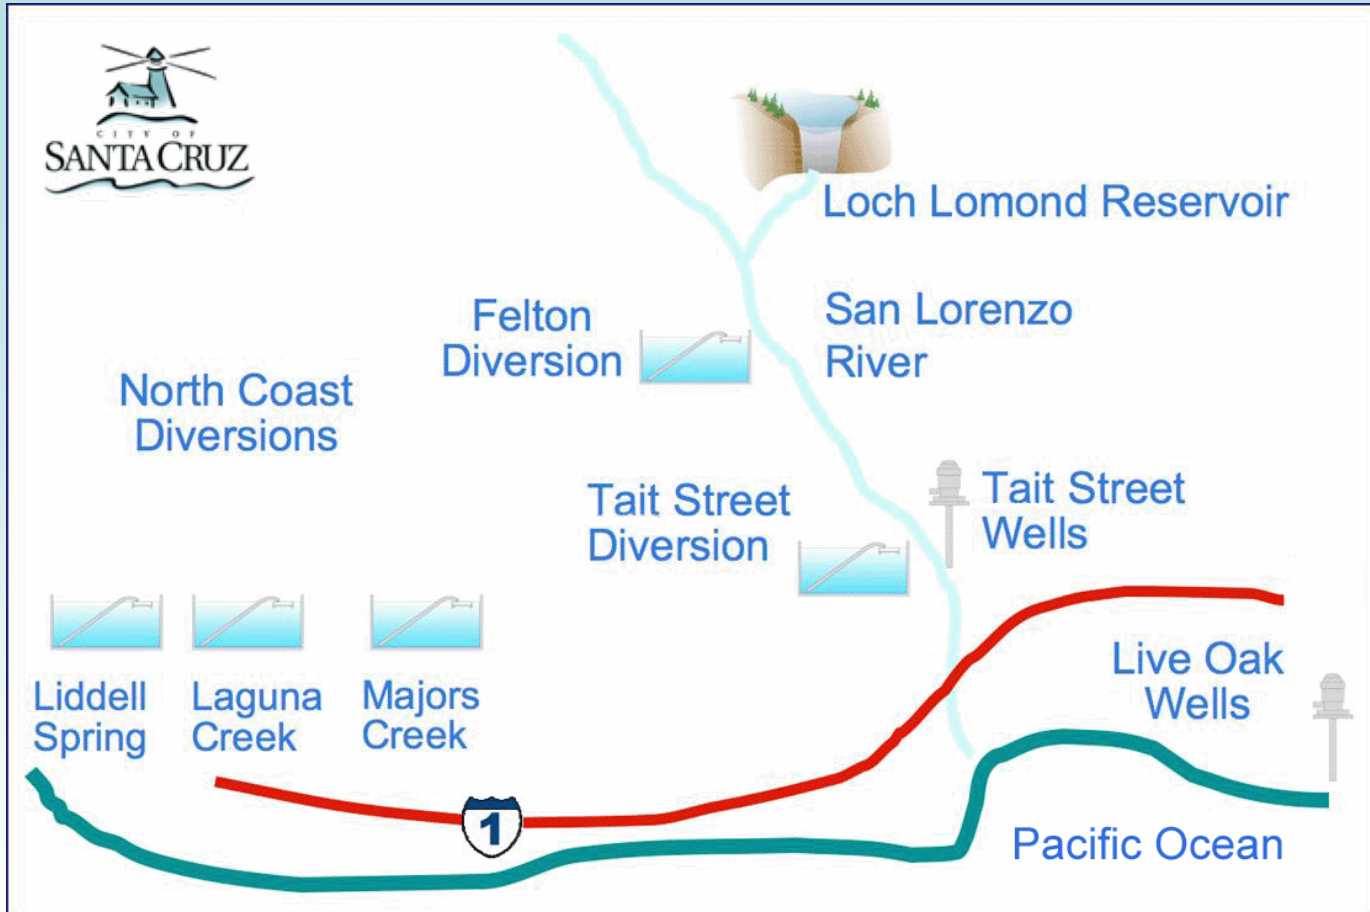 CITY OF
SANTA CRUZ
Loch Lomond Reservoir
San Lorenzo
River
Felton
Diversion
North Coast
Diversions
Tait Street
Diversion
Tait Street
Wells
Live Oak
Wells
Liddell
Spring
Laguna
Creek
Majors
Creek
1
Pacific Ocean